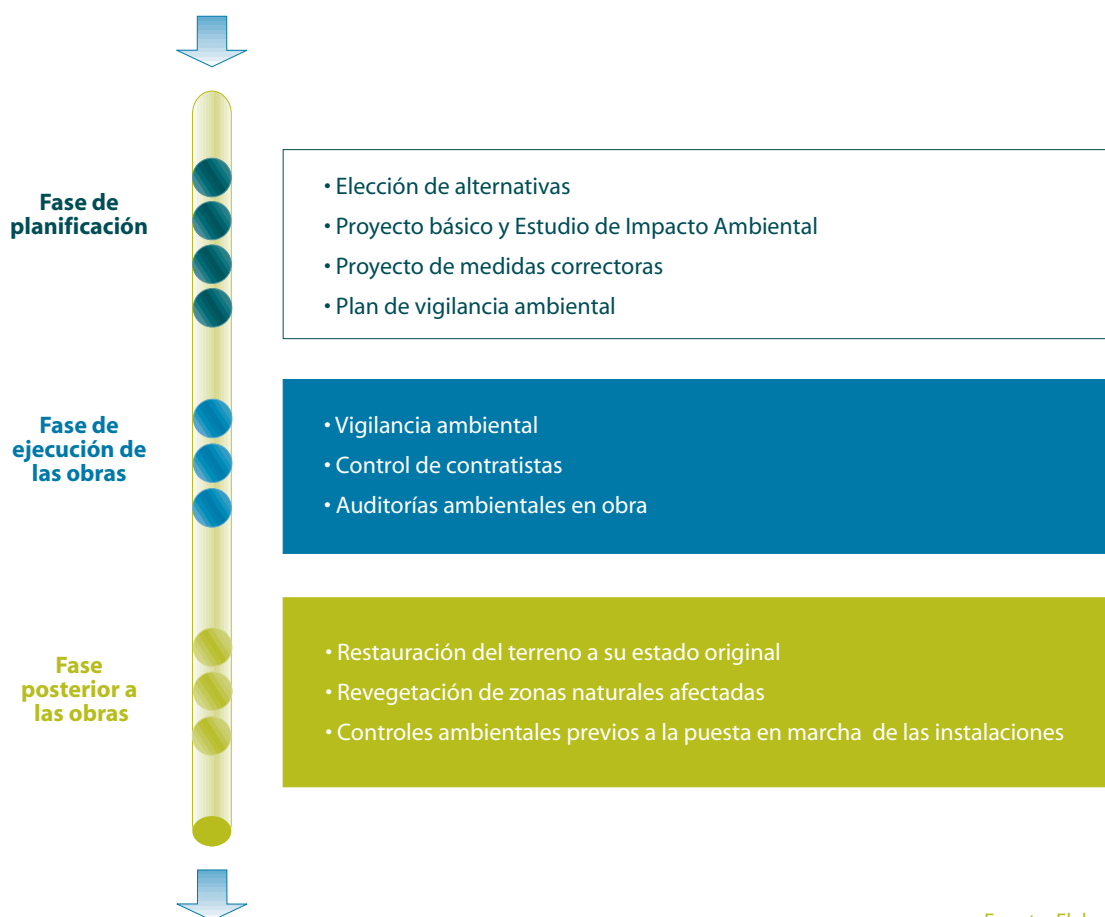 Fase de
planificación
• Elección de alternativas
• Proyecto básico y Estudio de Impacto Ambiental
• Proyecto de medidas correctoras
• Plan de vigilancia ambiental
Fase de
ejecución de
las obras
• Vigilancia ambiental
• Control de contratistas
• Auditorías ambientales en obra
Fase
posterior a
las obras
• Restauración del terreno a su estado original
• Revegetación de zonas naturales afectadas
• Controles ambientales previos a la puesta en marcha de las instalaciones